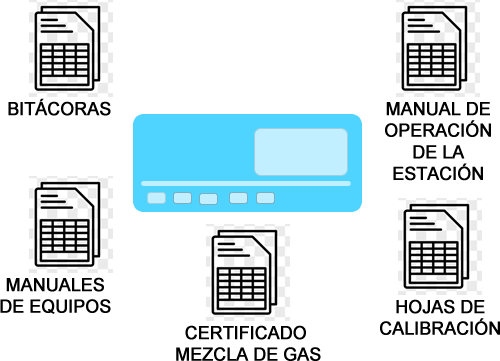 BITÁCORAS
MANUAL DE
OPERACIÓN
DE LA
ESTACIÓN
MANUALES
DE EQUIPOS
CERTIFICADO
MEZCLA DE GAS
HOJAS DE
CALIBRACIÓN